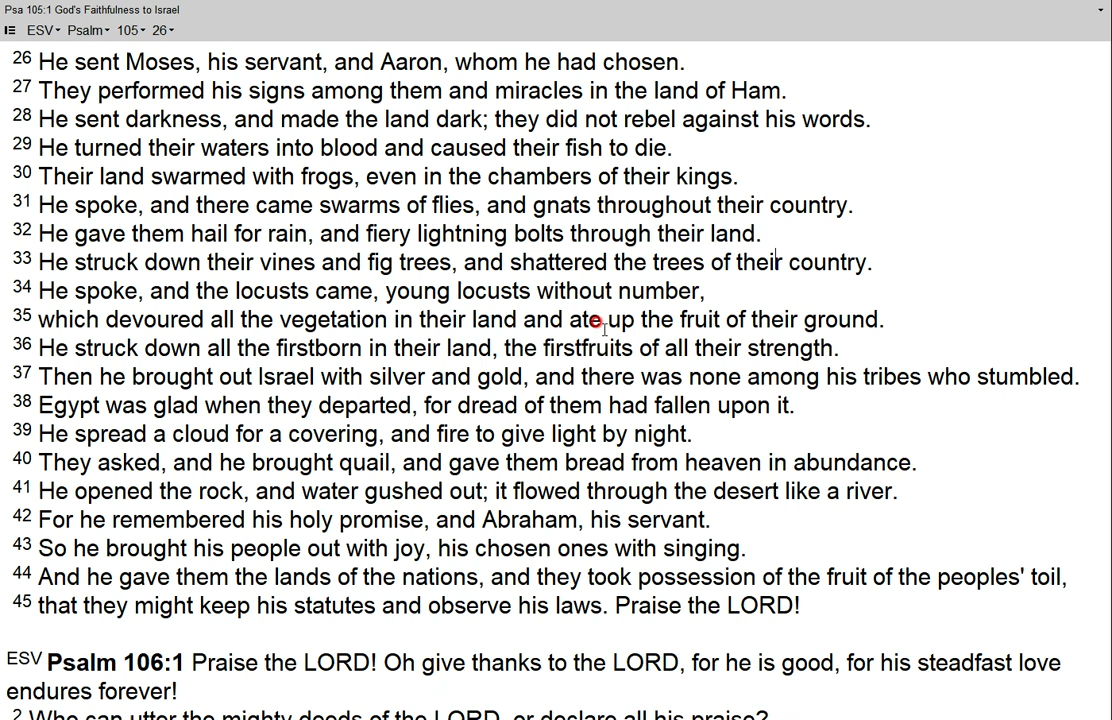 Psa 105:1 God's Faithfulness to Israel
ESV Psalm 105 26
26 He sent Moses, his servant, and Aaron, whom he had chosen.
27 They performed his signs among them and miracles in the land of Ham.
28 He sent darkness, and made the land dark; they did not rebel against his words.
29 He turned their waters into blood and caused their fish to die.
30 Their land swarmed with frogs, even in the chambers of their kings.
31 He spoke, and there came swarms of flies, and gnats throughout their country.
32 He gave them hail for rain, and fiery lightning bolts through their land.
33 He struck down their vines and fig trees, and shattered the trees of their country.
34 He spoke, and the locusts came, young locusts without number,
35 which devoured all the vegetation in their land and ate up the fruit of their ground.
36 He struck down all the firstborn in their land, the firstfruits of all their strength.
37 Then he brought out Israel with silver and gold, and there was none among his tribes who stumbled.
38 Egypt was glad when they departed, for dread of them had fallen upon it.
39 He spread a cloud for a covering, and fire to give light by night.
40 They asked, and he brought quail, and gave them bread from heaven in abundance.
41 He opened the rock, and water gushed out; it flowed through the desert like a river.
42 For he remembered his holy promise, and Abraham, his servant.
43 So he brought his people out with joy, his chosen ones with singing.
44 And he gave them the lands of the nations, and they took possession of the fruit of the peoples' toil,
45 that they might keep his statutes and observe his laws. Praise the LORD!
ESV Psalm 106:1 Praise the LORD! Oh give thanks to the LORD, for he is good, for his steadfast love
endures forever!
2 Who can utter the mighty deeds of the LORD, or declare all his praise?